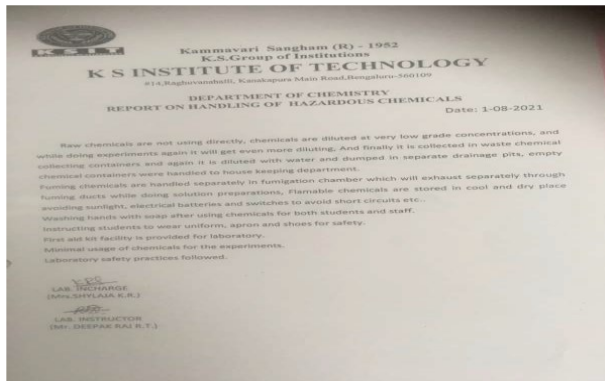 KSIT
Kammavari Sangham (R) - 1952
K.S.Group of Institutions
K S INSTITUTE OF TECHNOLOGY
#14,Raghuvanahalli, Kanakapura Main Road,Bengaluru-560109
DEPARTMENT OF CHEMISTRY
REPORT ON HANDLING OF HAZARDOUS CHEMICALS
Date: 1-08-2021
Raw chemicals are not using directly, chemicals are diluted at very low grade concentrations, and
while doing experiments again it will get even more diluting, And finally it is collected in waste chemical
collecting containers and again it is diluted with water and dumped in separate drainage pits, empty
chemical containers were handled to house keeping department.
Fuming chemicals are handled separately in fumigation chamber which will exhaust separately through
fuming ducts while doing solution preparations, Flamable chemicals are stored in cool and dry place
avoiding sunlight, electrical batteries and switches to avoid short circuits etc..
Washing hands with soap after using chemicals for both students and staff.
Instructing students to wear uniform, apron and shoes for safety.
First aid kit facility is provided for laboratory.
Minimal usage of chemicals for the experiments.
Laboratory safety practices followed.
LAB. INCHARGE
(Mrs.SHYLAJA K.R.)
LAB. INSTRUCTOR
(Mr. DEEPAK RAJ R.T.)